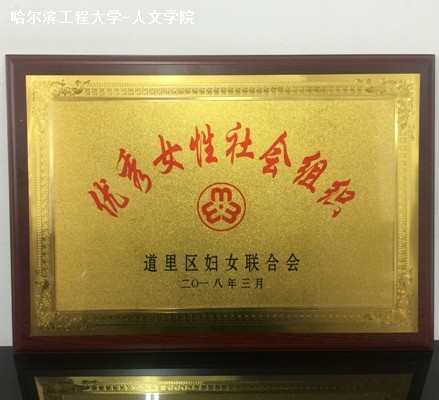 哈尔滨工程大学-人文学院
优秀女性社会组织
道里区妇女联合会
二〇一八年三月